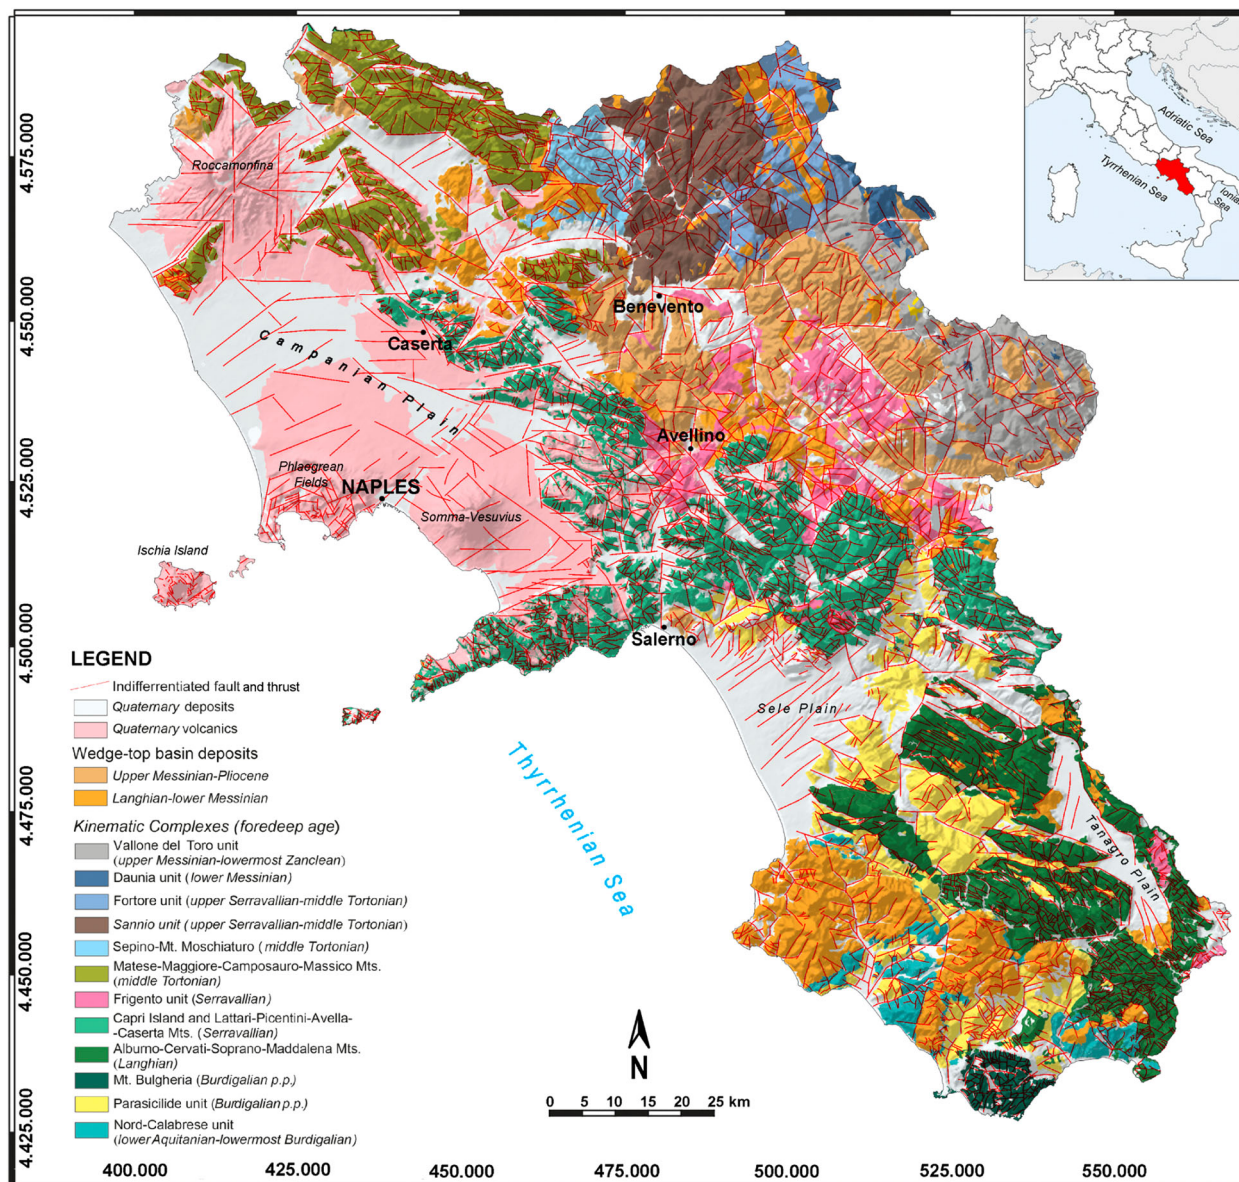 4.575.000
4.550.000
4.525.000
4.500.000
4.475.000
4.450.000
4.425.000
400.000
425.000
450.000
475.000
500.000
525.000
550.000
Adriatic Sea
Tyrrhenian Sea
Ionian
Sea
Roccamonfina
Benevento
Caserta
Campanian Plain
Avellino
Phlaegrean
Fields
NAPLES
Somma-Vesuvius
Ischia Island
Salerno
Sele Plain
Tanagro Plain
Thyrrhenian Sea
LEGEND
Indifferentiated fault and thrust
Quaternary deposits
Quaternary volcanics
Wedge-top basin deposits
Upper Messinian-Pliocene
Langhian-lower Messinian
Kinematic Complexes (foredeep age)
Vallone del Toro unit
(upper Messinian-lowermost Zanclean)
Daunia unit (lower Messinian)
Fortore unit (upper Serravallian-middle Tortonian)
Sannio unit (upper Serravallian-middle Tortonian)
Sepino-Mt. Moschiaturo (middle Tortonian)
Matese-Maggiore-Camposauro-Massico Mts.
(middle Tortonian)
Frigento unit (Serravallian)
Capri Island and Lattari-Picentini-Avella-
-Caserta Mts. (Serravallian)
Alburno-Cervati-Soprano-Maddalena Mts.
(Langhian)
Mt. Bulgheria (Burdigalian p.p.)
Parasicilide unit (Burdigalian p.p.)
Nord-Calabrese unit
(lower Aquitanian-lowermost Burdigalian)
N
0 5 10 15 20 25 km